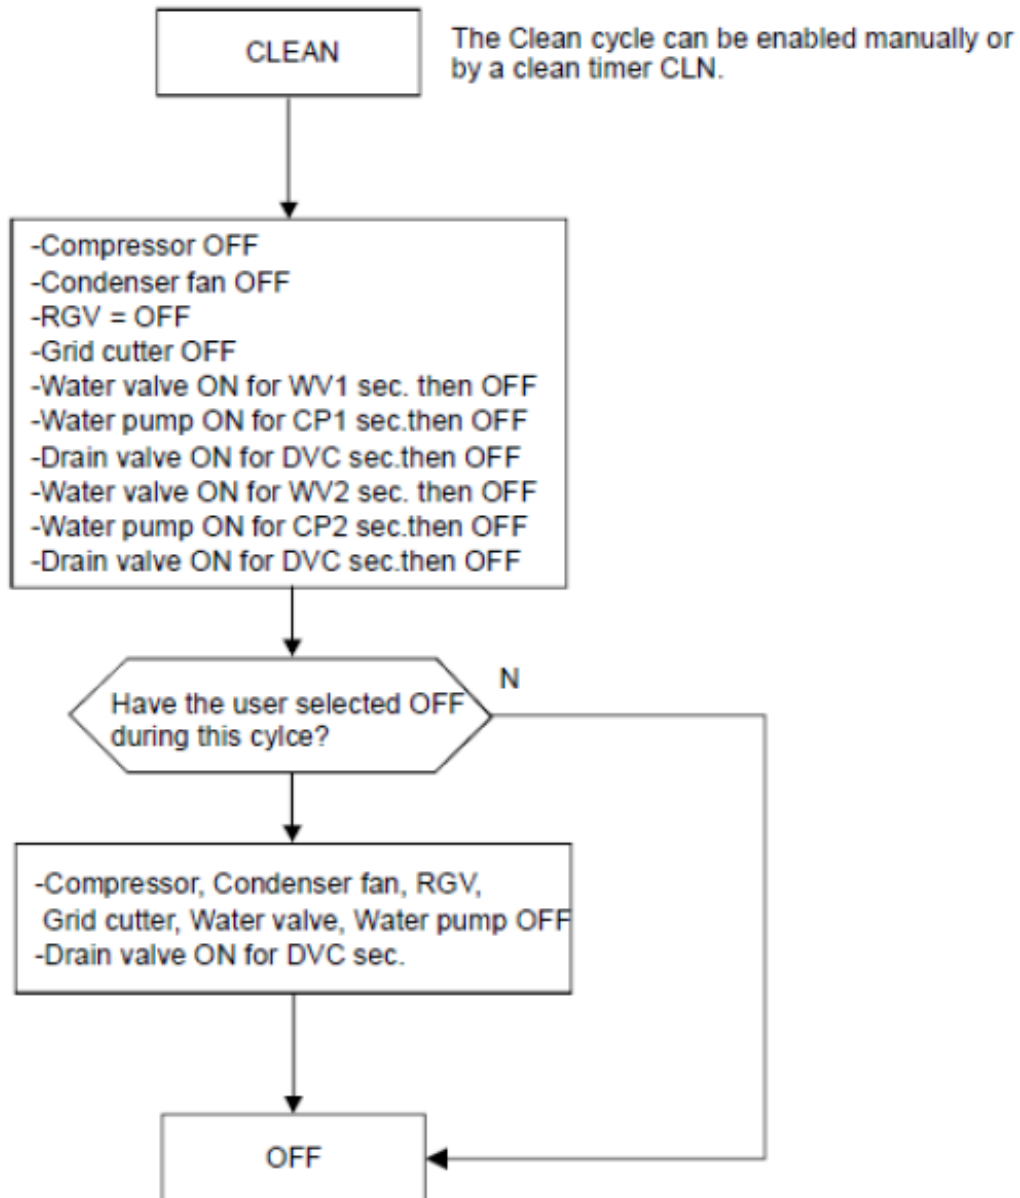 CLEAN
The Clean cycle can be enabled manually or
by a clean timer CLN.
-Compressor OFF
-Condenser fan OFF
-RGV = OFF
-Grid cutter OFF
-Water valve ON for WV1 sec. then OFF
-Water pump ON for CP1 sec.then OFF
-Drain valve ON for DVC sec.then OFF
-Water valve ON for WV2 sec. then OFF
-Water pump ON for CP2 sec.then OFF
-Drain valve ON for DVC sec.then OFF
N
Have the user selected OFF
during this cylce?
-Compressor, Condenser fan, RGV,
Grid cutter, Water valve, Water pump OFF
-Drain valve ON for DVC sec.
OFF